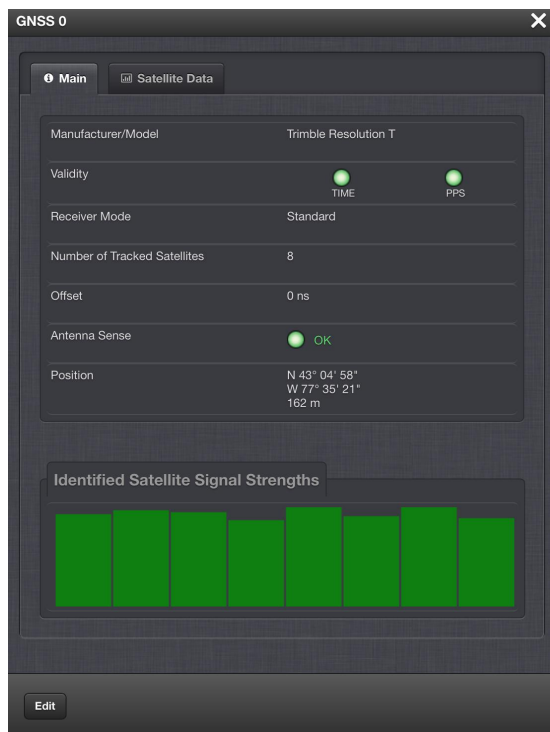 GNSS 0
Main
Satellite Data
Manufacturer/Model Trimble Resolution T
Validity
TIME PPS
Receiver Mode Standard
Number of Tracked Satellites 8
Offset 0 ns
Antenna Sense OK
Position N 43° 04' 58"
W 77° 35' 21"
162 m
Identified Satellite Signal Strengths
Edit